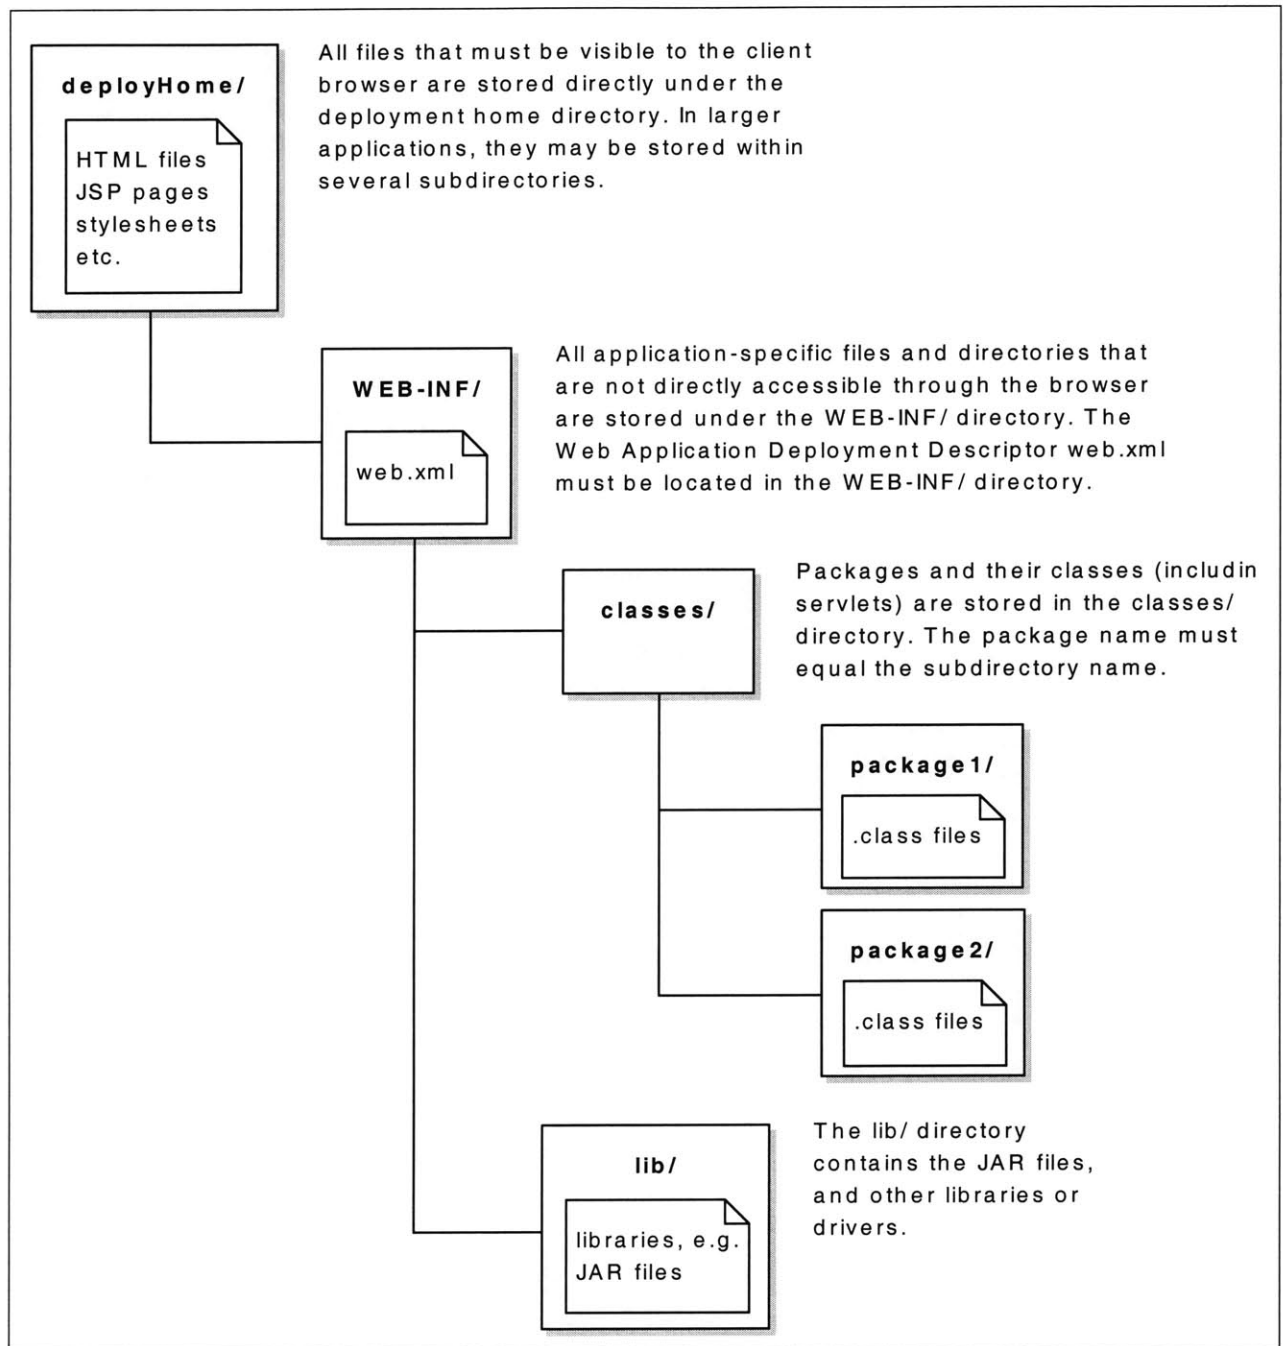 deployHome/
HTML files
JSP pages
stylesheets
etc.
All files that must be visible to the client
browser are stored directly under the
deployment home directory. In larger
applications, they may be stored within
several subdirectories.
WEB-INF/
web.xml
All application-specific files and directories that
are not directly accessible through the browser
are stored under the WEB-INF/ directory. The
Web Application Deployment Descriptor web.xml
must be located in the WEB-INF/ directory.
classes/
Packages and their classes (includin
servlets) are stored in the classes/
directory. The package name must
equal the subdirectory name.
package1/
.class files
package2/
.class files
lib/
libraries, e.g.
JAR files
The lib/ directory
contains the JAR files,
and other libraries or
drivers.